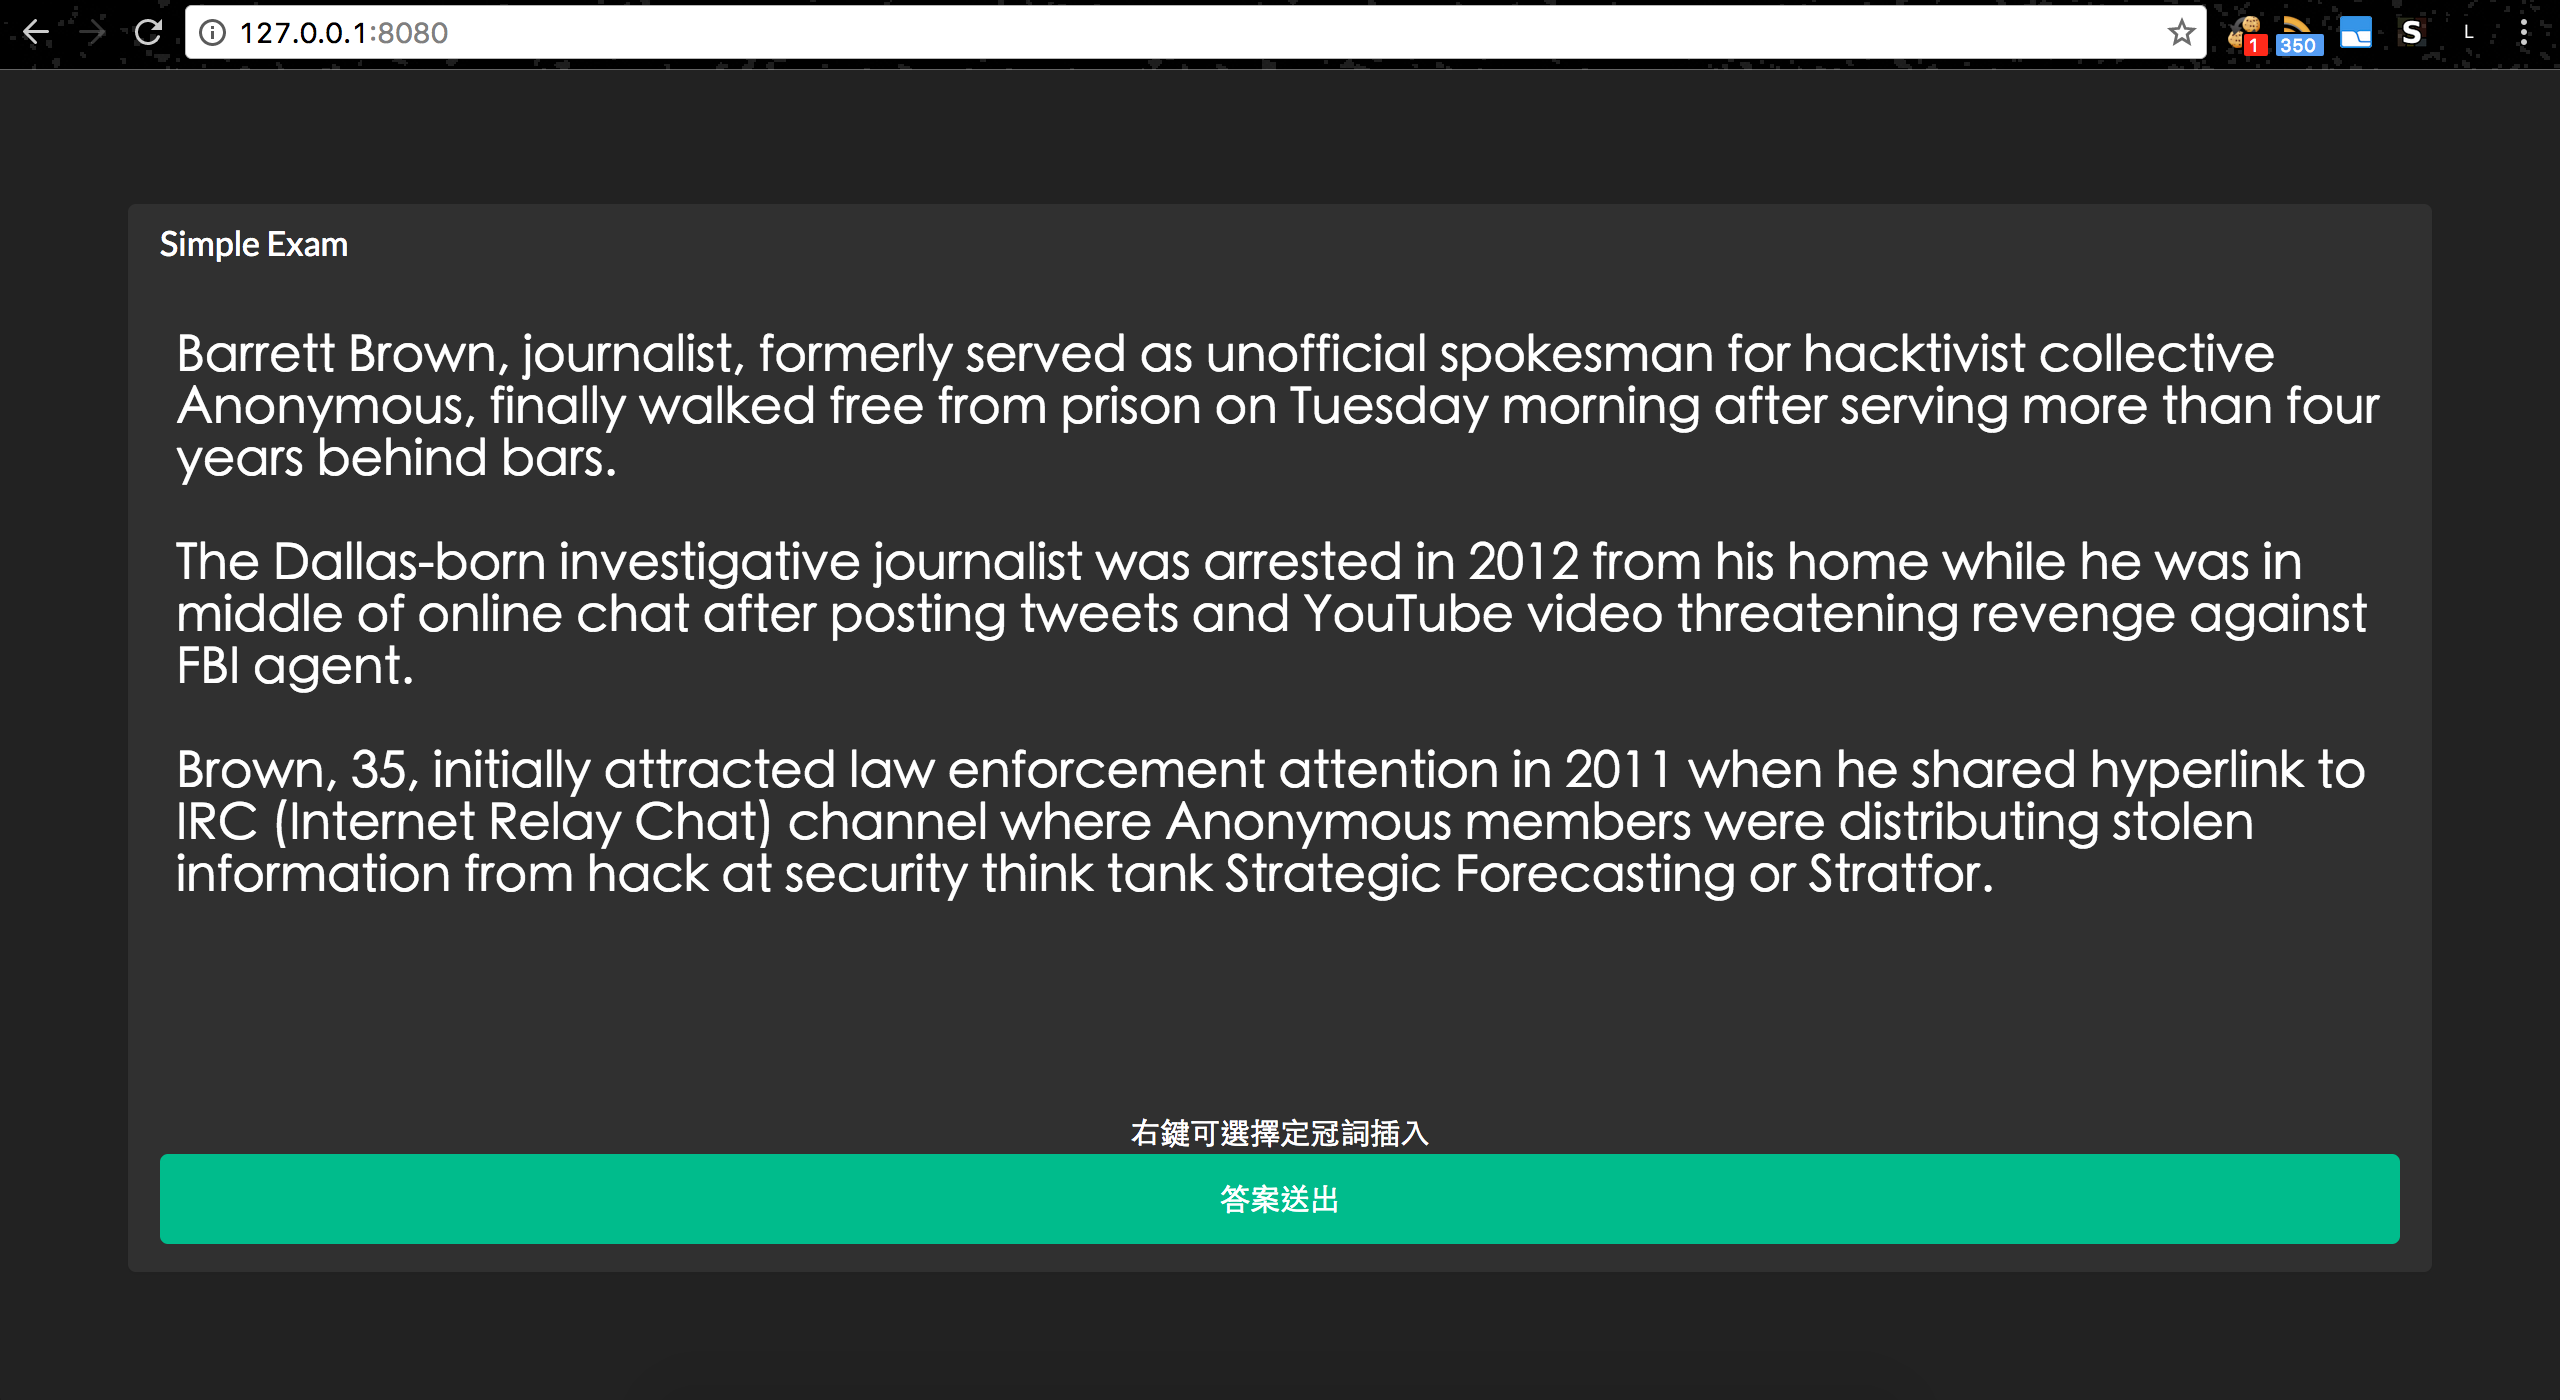 127.0.0.1:8080
1
350
S
L
Simple Exam
Barrett Brown, journalist, formerly served as unofficial spokesman for hacktivist collective
Anonymous, finally walked free from prison on Tuesday morning after serving more than four
years behind bars.
The Dallas-born investigative journalist was arrested in 2012 from his home while he was in
middle of online chat after posting tweets and YouTube video threatening revenge against
FBI agent.
Brown, 35, initially attracted law enforcement attention in 2011 when he shared hyperlink to
IRC (Internet Relay Chat) channel where Anonymous members were distributing stolen
information from hack at security think tank Strategic Forecasting or Stratfor.
右鍵可選擇定冠詞插入
答案送出